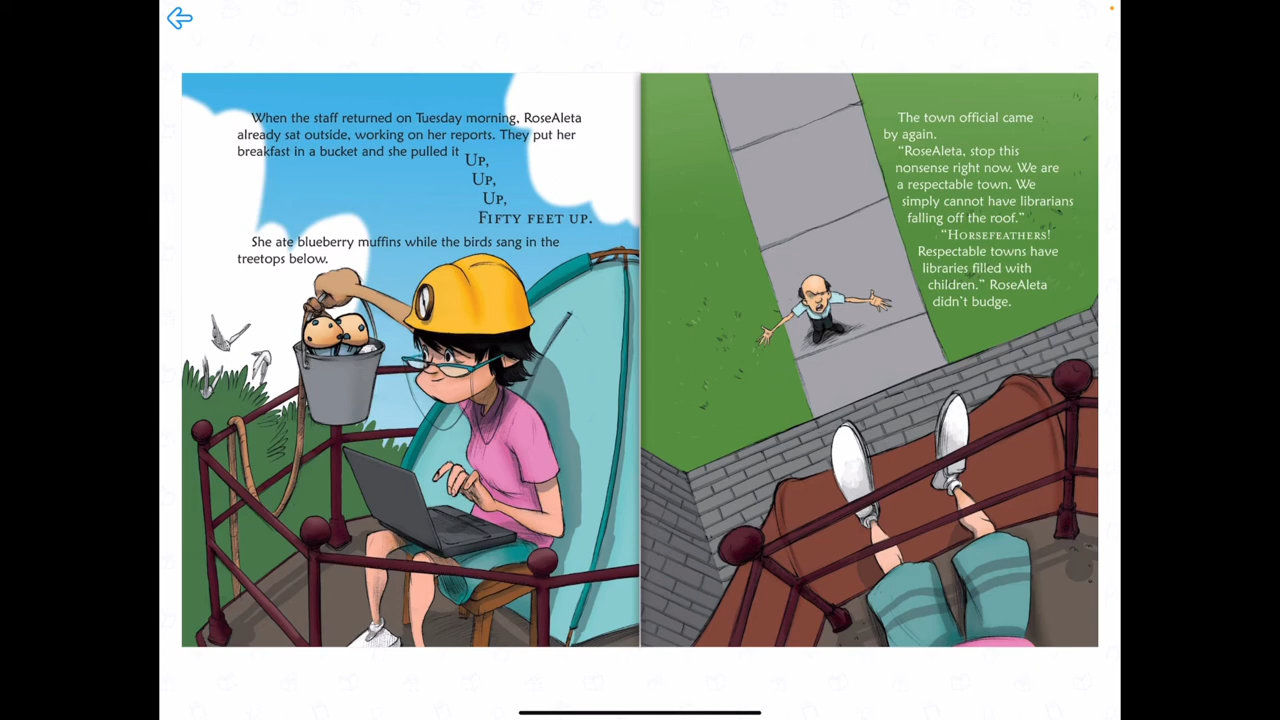 When the staff returned on Tuesday morning, RoseAleta
already sat outside, working on her reports. They put her
breakfast in a bucket and she pulled it
UP,
UP,
UP,
FIFTY FEET UP.
She ate blueberry muffins while the birds sang in the
treetops below.
The town official came
by again.
“RoseAleta, stop this
nonsense right now. We are
a respectable town. We
simply cannot have librarians
falling off the roof.”
“HORSEFEATHERS!
Respectable towns have
libraries filled with
children.” RoseAleta
didn’t budge.